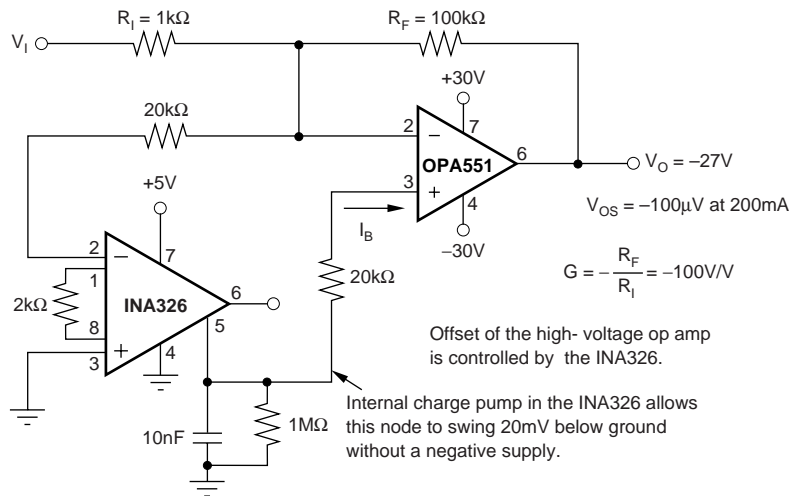 R_I = 1kΩ
R_F = 100kΩ
V_I
+30V
20kΩ
2
7
−
6
OPA551
V_O = −27V
3
+
4
+5V
I_B
−30V
V_OS = −100μV at 200mA
2
−
7
1
20kΩ
G = − R_F / R_I = −100V/V
2kΩ
INA326
6
5
8
+
4
3
Offset of the high- voltage op amp
is controlled by the INA326.
Internal charge pump in the INA326 allows
this node to swing 20mV below ground
without a negative supply.
10nF
1MΩ